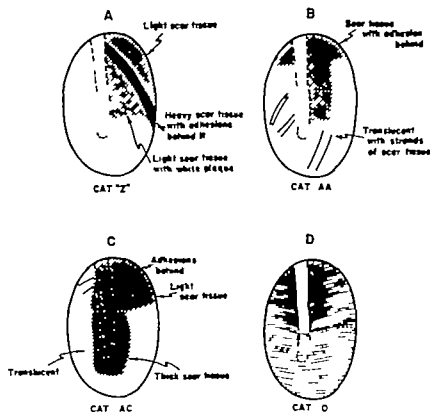 A
Light scar tissue
Heavy scar tissue
with adhesions
behind it
Light scar tissue
with white plaque
CAT "Z"
B
Scar tissue
with adhesion
behind
Translucent
with strands
of scar tissue
CAT AA
C
Adhesions
behind
Light
scar tissue
Translucent
Thick scar tissue
CAT AC
D
CAT D